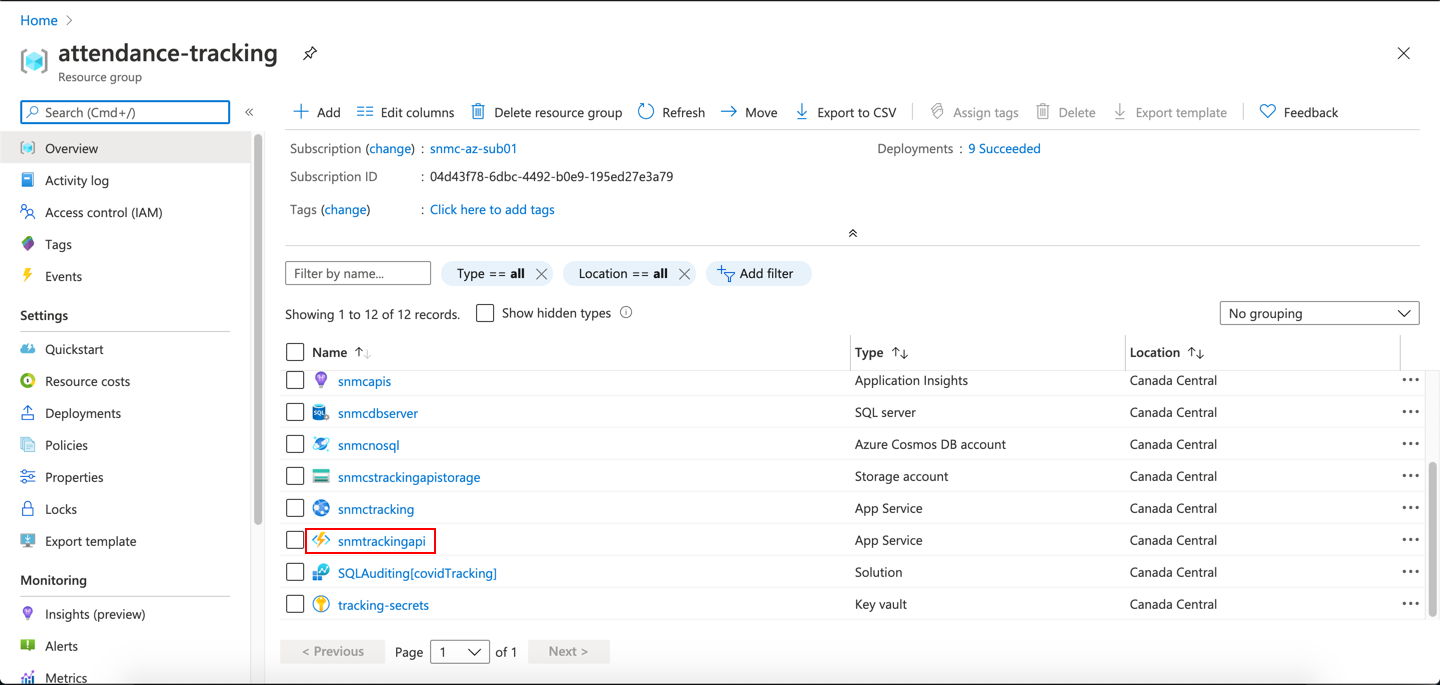 Home
attendance-tracking
Resource group
Search (Cmd+/)
Add Edit columns Delete resource group Refresh Move Export to CSV Assign tags Delete Export template Feedback
Overview
Activity log
Access control (IAM)
Tags
Events
Settings
Quickstart
Resource costs
Deployments
Policies
Properties
Locks
Export template
Monitoring
Insights (preview)
Alerts
Metrics
Subscription (change) : snmc-az-sub01
Deployments : 9 Succeeded
Subscription ID : 04d43f78-6dbc-4492-b0e9-195ed27e3a79
Tags (change) : Click here to add tags
Filter by name... Type == all Location == all Add filter
Showing 1 to 12 of 12 records. Show hidden types No grouping
Name Type Location
snmcapis Application Insights Canada Central
snmcdbserver SQL server Canada Central
snmcnosql Azure Cosmos DB account Canada Central
snmcstrackingapistorage Storage account Canada Central
snmctracking App Service Canada Central
snmtrackingapi App Service Canada Central
SQLAuditing[covidTracking] Solution Canada Central
tracking-secrets Key vault Canada Central
< Previous Page 1 of 1 Next >